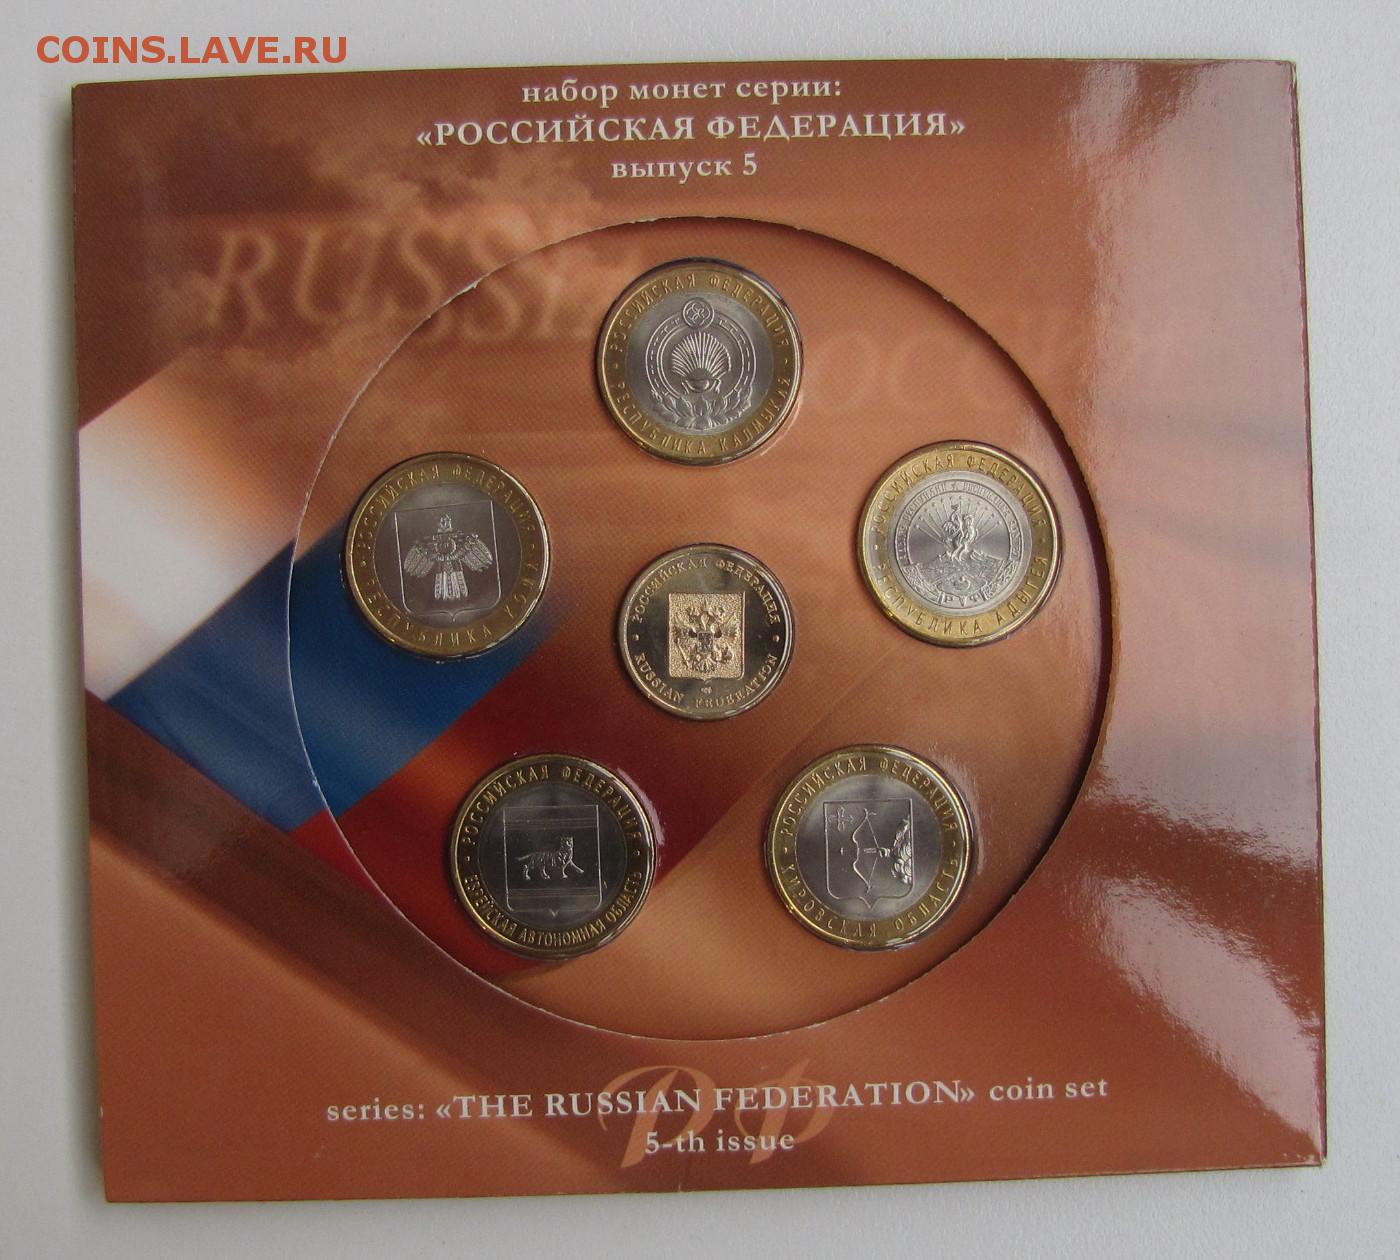 COINS.LAVE.RU
набор монет серии:
«РОССИЙСКАЯ ФЕДЕРАЦИЯ»
выпуск 5
RUSSIA
РОССИЙСКАЯ ФЕДЕРАЦИЯ
РЕСПУБЛИКА КАЛМЫКИЯ
РОССИЙСКАЯ ФЕДЕРАЦИЯ
РЕСПУБЛИКА КОМИ
РОССИЙСКАЯ ФЕДЕРАЦИЯ
РЕСПУБЛИКА АДЫГЕЯ
РОССИЙСКАЯ ФЕДЕРАЦИЯ
RUSSIAN FEDERATION
РОССИЙСКАЯ ФЕДЕРАЦИЯ
ЕВРЕЙСКАЯ АВТОНОМНАЯ ОБЛАСТЬ
РОССИЙСКАЯ ФЕДЕРАЦИЯ
КИРОВСКАЯ ОБЛАСТЬ
РФ
series: «THE RUSSIAN FEDERATION» coin set
5-th issue